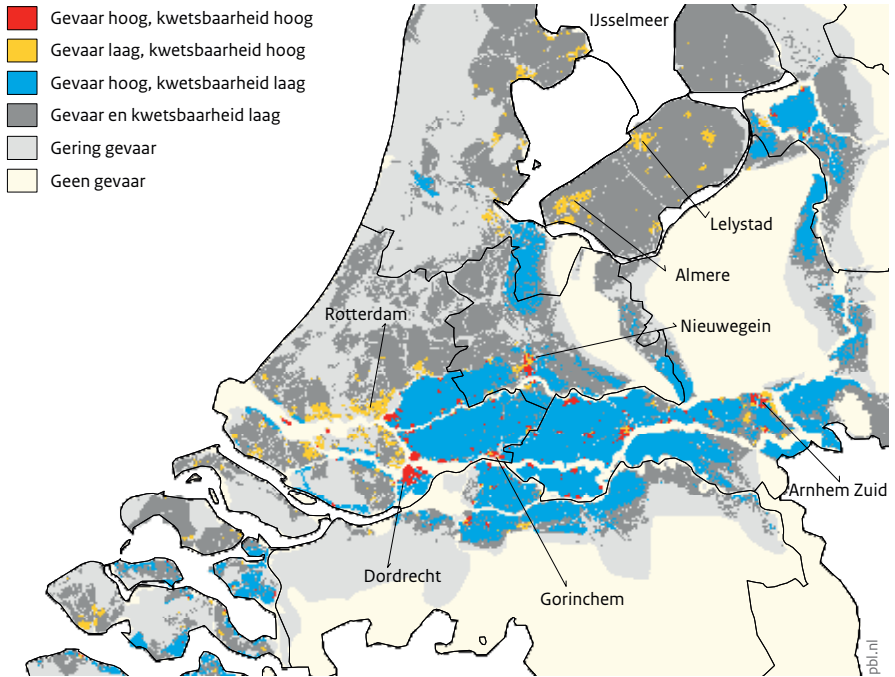 Gevaar hoog, kwetsbaarheid hoog
Gevaar laag, kwetsbaarheid hoog
Gevaar hoog, kwetsbaarheid laag
Gevaar en kwetsbaarheid laag
Gering gevaar
Geen gevaar
IJsselmeer
Lelystad
Almere
Rotterdam
Nieuwegein
Arnhem Zuid
Dordrecht
Gorinchem
pbl.nl